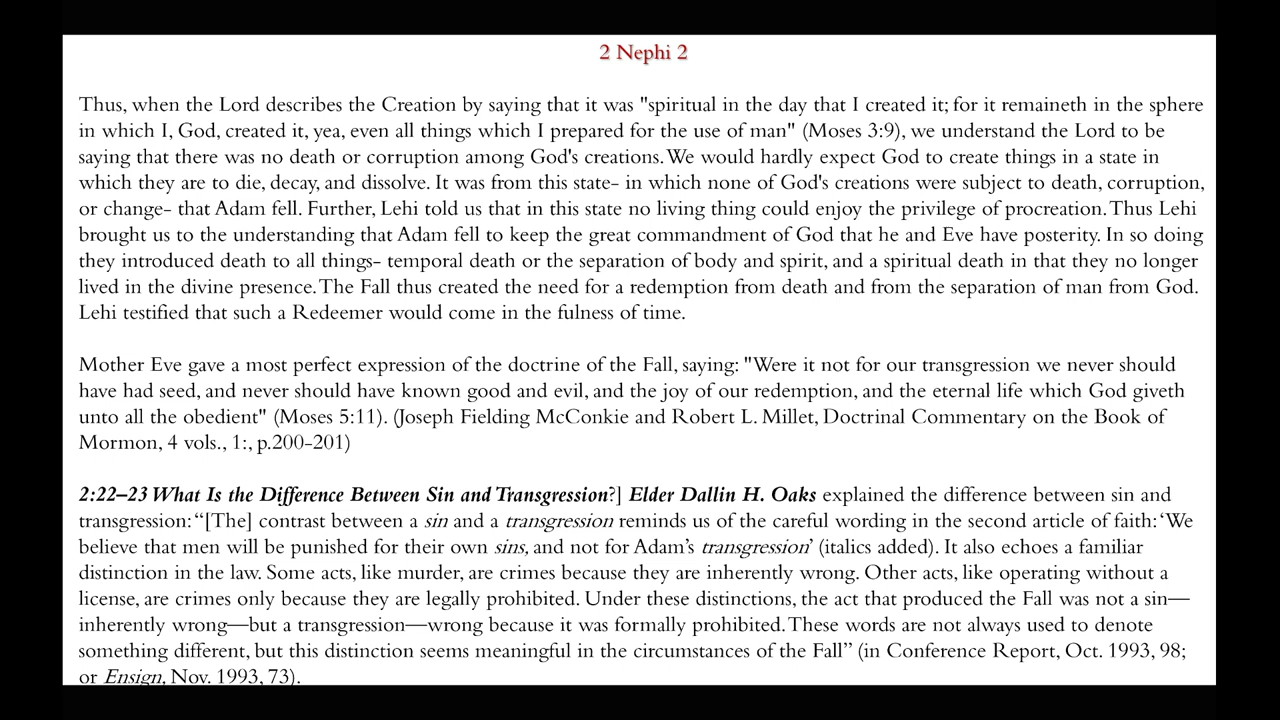 2 Nephi 2
Thus, when the Lord describes the Creation by saying that it was "spiritual in the day that I created it; for it remaineth in the sphere
in which I, God, created it, yea, even all things which I prepared for the use of man" (Moses 3:9), we understand the Lord to be
saying that there was no death or corruption among God's creations. We would hardly expect God to create things in a state in
which they are to die, decay, and dissolve. It was from this state- in which none of God's creations were subject to death, corruption,
or change- that Adam fell. Further, Lehi told us that in this state no living thing could enjoy the privilege of procreation. Thus Lehi
brought us to the understanding that Adam fell to keep the great commandment of God that he and Eve have posterity. In so doing
they introduced death to all things- temporal death or the separation of body and spirit, and a spiritual death in that they no longer
lived in the divine presence. The Fall thus created the need for a redemption from death and from the separation of man from God.
Lehi testified that such a Redeemer would come in the fulness of time.
Mother Eve gave a most perfect expression of the doctrine of the Fall, saying: "Were it not for our transgression we never should
have had seed, and never should have known good and evil, and the joy of our redemption, and the eternal life which God giveth
unto all the obedient" (Moses 5:11). (Joseph Fielding McConkie and Robert L. Millet, Doctrinal Commentary on the Book of
Mormon, 4 vols., 1:, p.200-201)
2:22–23 What Is the Difference Between Sin and Transgression?] Elder Dallin H. Oaks explained the difference between sin and
transgression: “[The] contrast between a sin and a transgression reminds us of the careful wording in the second article of faith: ‘We
believe that men will be punished for their own sins, and not for Adam’s transgression’ (italics added). It also echoes a familiar
distinction in the law. Some acts, like murder, are crimes because they are inherently wrong. Other acts, like operating without a
license, are crimes only because they are legally prohibited. Under these distinctions, the act that produced the Fall was not a sin—
inherently wrong—but a transgression—wrong because it was formally prohibited. These words are not always used to denote
something different, but this distinction seems meaningful in the circumstances of the Fall” (in Conference Report, Oct. 1993, 98;
or Ensign, Nov. 1993, 73).